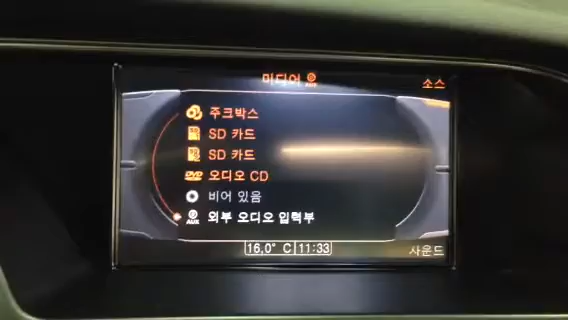 미디어 AUX
소스
주크박스
SD 카드
SD 카드
오디오 CD
비어 있음
AUX 외부 오디오 입력부
16,0° C 11:33
사운드